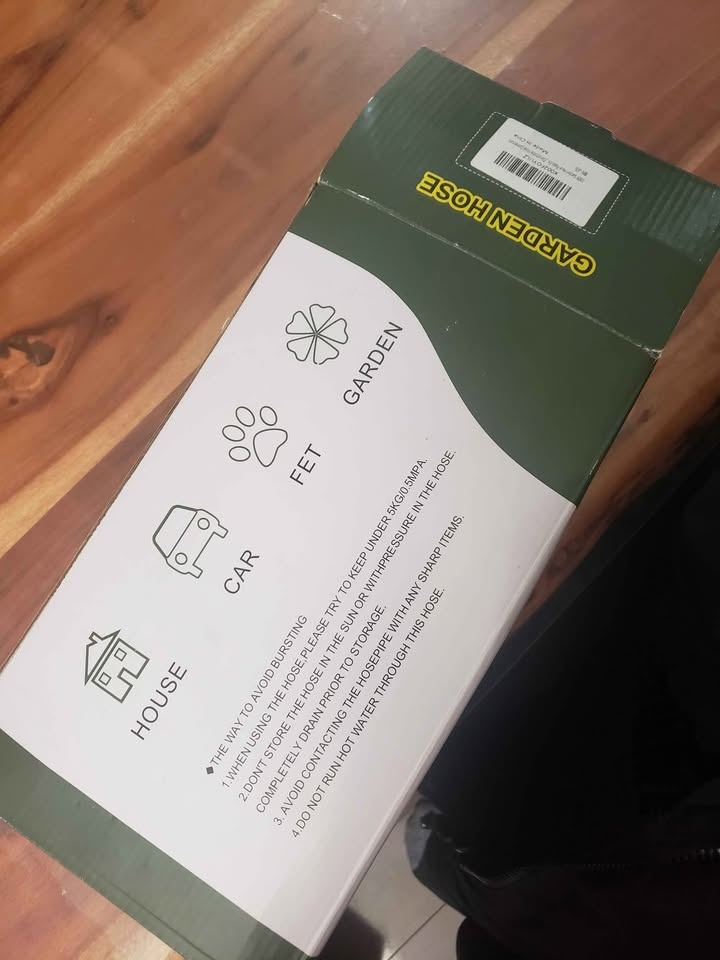 HOUSE
CAR
FET
GARDEN
◆THE WAY TO AVOID BURSTING
1.WHEN USING THE HOSE,PLEASE TRY TO KEEP UNDER 5KG/0.5MPA.
2.DON'T STORE THE HOSE IN THE SUN OR WITHPRESSURE IN THE HOSE.
COMPLETELY DRAIN PRIOR TO STORAGE.
3. AVOID CONTACTING THE HOSEPIPE WITH ANY SHARP ITEMS.
4.DO NOT RUN HOT WATER THROUGH THIS HOSE.
GARDEN HOSE
Made in China